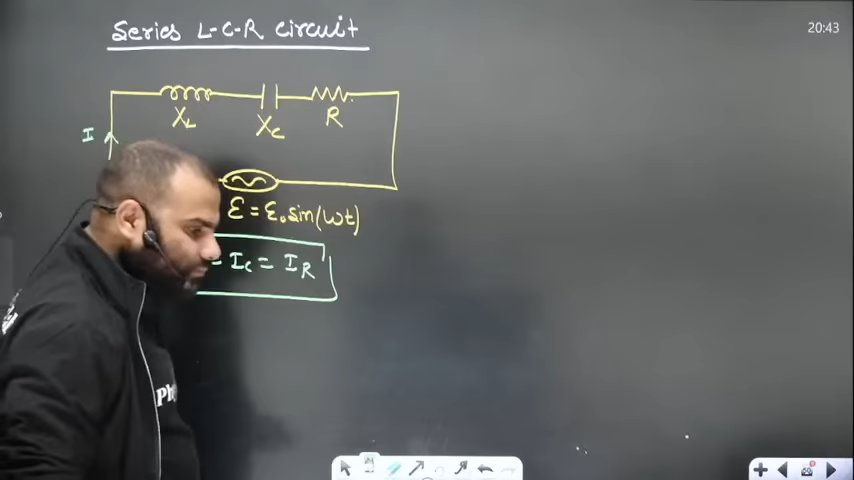 Series L-C-R circuit
20:43
X_L X_C R
I
ε = ε₀ sin(ωt)
= I_C = I_R